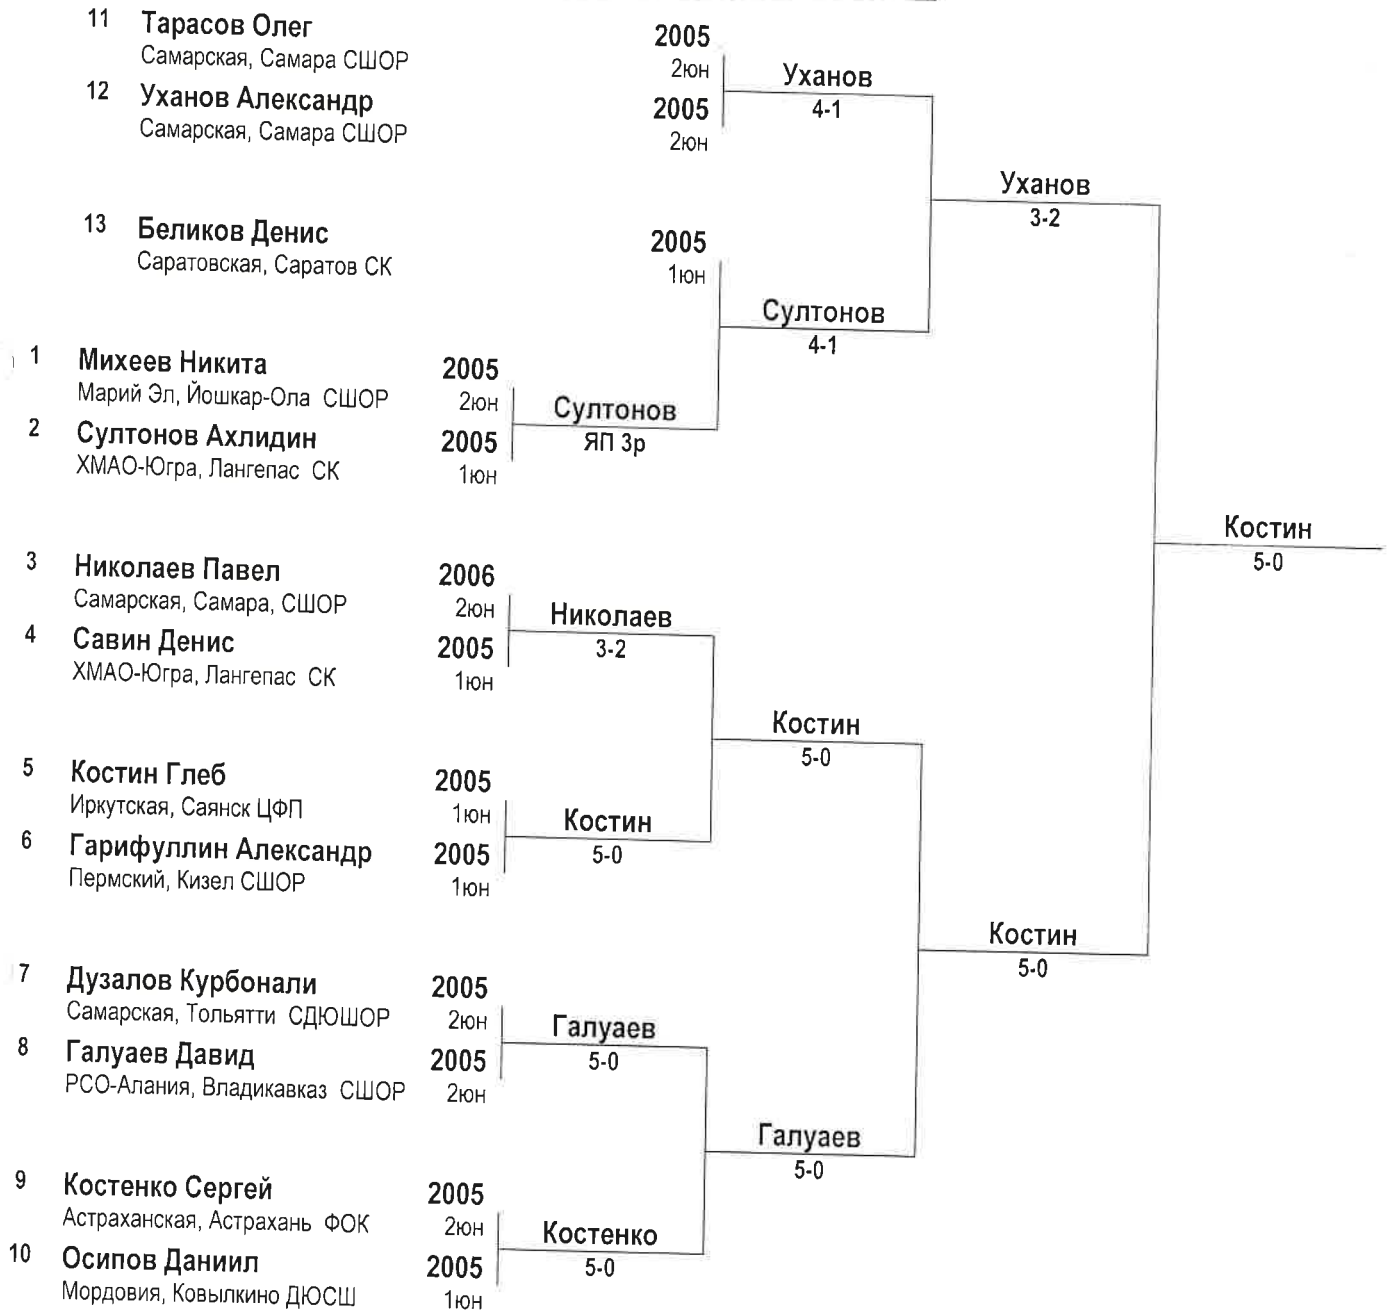 11 Тарасов Олег 2005
Самарская, Самара СШОР 2юн
Уханов
4-1
12 Уханов Александр 2005
Самарская, Самара СШОР 2юн
Уханов
3-2
13 Беликов Денис 2005
Саратовская, Саратов СК 1юн
Султонов
4-1
1 Михеев Никита 2005
Марий Эл, Йошкар-Ола СШОР 2юн
Султонов
ЯП 3р
2 Султонов Ахлидин 2005
ХМАО-Югра, Лангепас СК 1юн
Костин
5-0
3 Николаев Павел 2006
Самарская, Самара, СШОР 2юн
Николаев
3-2
4 Савин Денис 2005
ХМАО-Югра, Лангепас СК 1юн
Костин
5-0
5 Костин Глеб 2005
Иркутская, Саянск ЦФП 1юн
Костин
5-0
6 Гарифуллин Александр 2005
Пермский, Кизел СШОР 1юн
Костин
5-0
7 Дузалов Курбонали 2005
Самарская, Тольятти СДЮШОР 2юн
Галуаев
5-0
8 Галуаев Давид 2005
РСО-Алания, Владикавказ СШОР 2юн
Галуаев
5-0
9 Костенко Сергей 2005
Астраханская, Астрахань ФОК 2юн
Костенко
5-0
10 Осипов Даниил 2005
Мордовия, Ковылкино ДЮСШ 1юн